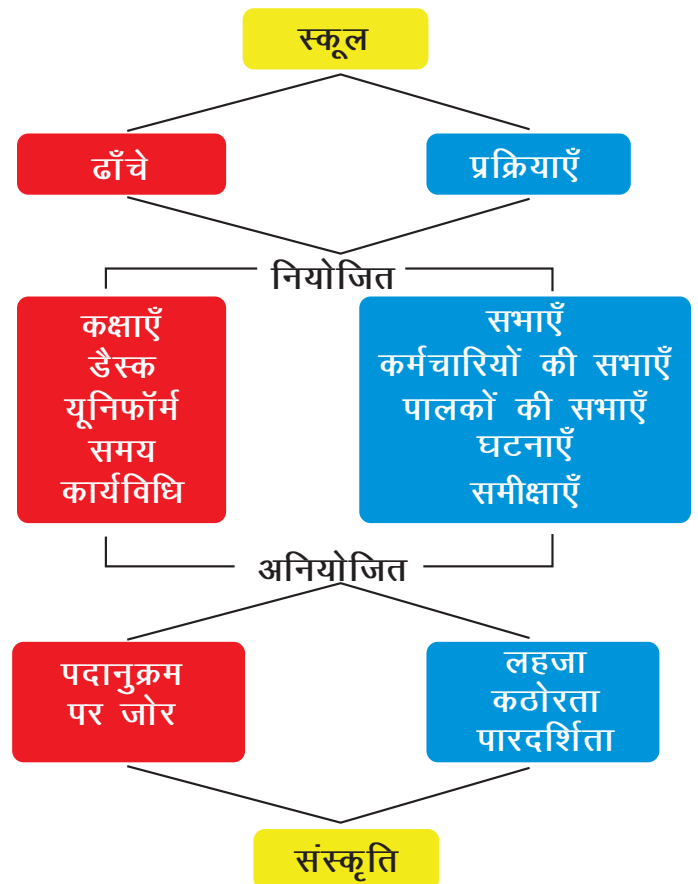 स्कूल
ढाँचे
प्रक्रियाएँ
नियोजित
कक्षाएँ
डैस्क
यूनिफॉर्म
समय
कार्यविधि
सभाएँ
कर्मचारियों की सभाएँ
पालकों की सभाएँ
घटनाएँ
समीक्षाएँ
अनियोजित
पदानुक्रम
पर जोर
लहजा
कठोरता
पारदर्शिता
संस्कृति